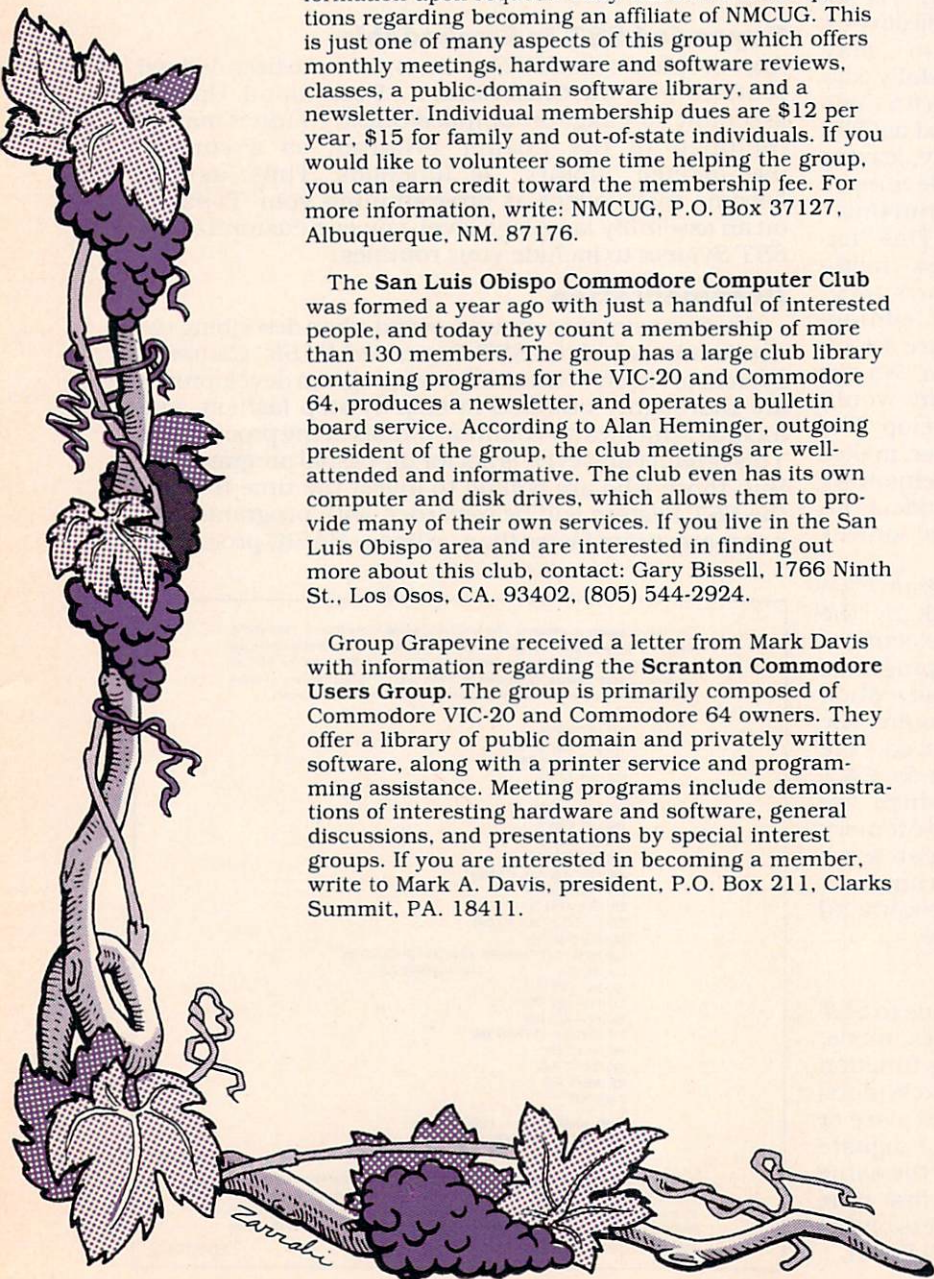 tions regarding becoming an affiliate of NMCUG. This
is just one of many aspects of this group which offers
monthly meetings, hardware and software reviews,
classes, a public-domain software library, and a
newsletter. Individual membership dues are $12 per
year, $15 for family and out-of-state individuals. If you
would like to volunteer some time helping the group,
you can earn credit toward the membership fee. For
more information, write: NMCUG, P.O. Box 37127,
Albuquerque, NM. 87176.
The San Luis Obispo Commodore Computer Club
was formed a year ago with just a handful of interested
people, and today they count a membership of more
than 130 members. The group has a large club library
containing programs for the VIC-20 and Commodore
64, produces a newsletter, and operates a bulletin
board service. According to Alan Heminger, outgoing
president of the group, the club meetings are well-
attended and informative. The club even has its own
computer and disk drives, which allows them to pro-
vide many of their own services. If you live in the San
Luis Obispo area and are interested in finding out
more about this club, contact: Gary Bissell, 1766 Ninth
St., Los Osos, CA. 93402, (805) 544-2924.
Group Grapevine received a letter from Mark Davis
with information regarding the Scranton Commodore
Users Group. The group is primarily composed of
Commodore VIC-20 and Commodore 64 owners. They
offer a library of public domain and privately written
software, along with a printer service and program-
ming assistance. Meeting programs include demonstra-
tions of interesting hardware and software, general
discussions, and presentations by special interest
groups. If you are interested in becoming a member,
write to Mark A. Davis, president, P.O. Box 211, Clarks
Summit, PA. 18411.
Zarrabi